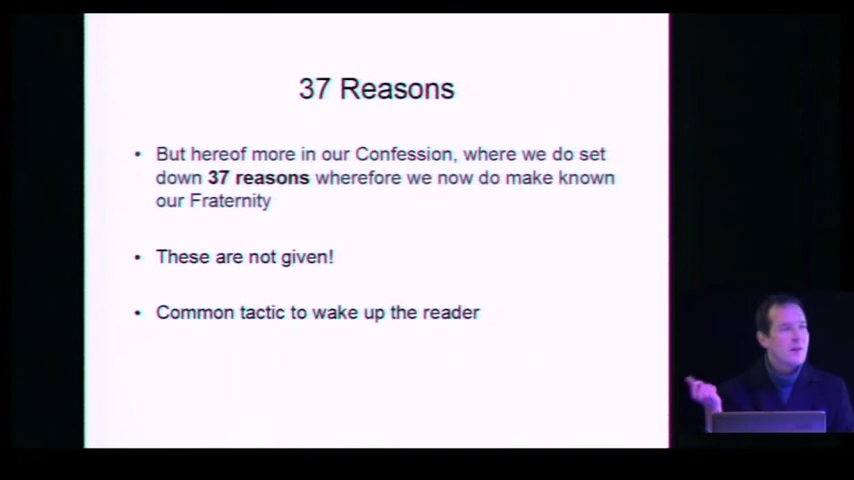 37 Reasons
• But hereof more in our Confession, where we do set
down 37 reasons wherefore we now do make known
our Fraternity
• These are not given!
• Common tactic to wake up the reader